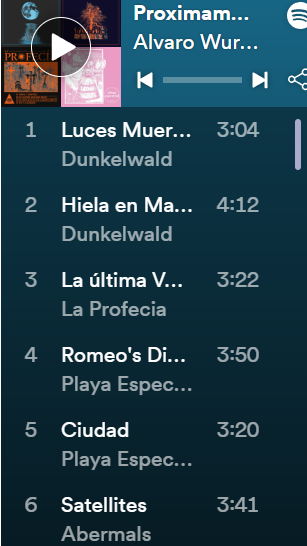 Proximam...
Alvaro Wur...
PROFECIA
1 Luces Muer... 3:04
Dunkelwald
2 Hiela en Ma... 4:12
Dunkelwald
3 La última V... 3:22
La Profecia
4 Romeo's Di... 3:50
Playa Espec...
5 Ciudad 3:20
Playa Espec...
6 Satellites 3:41
Abermals